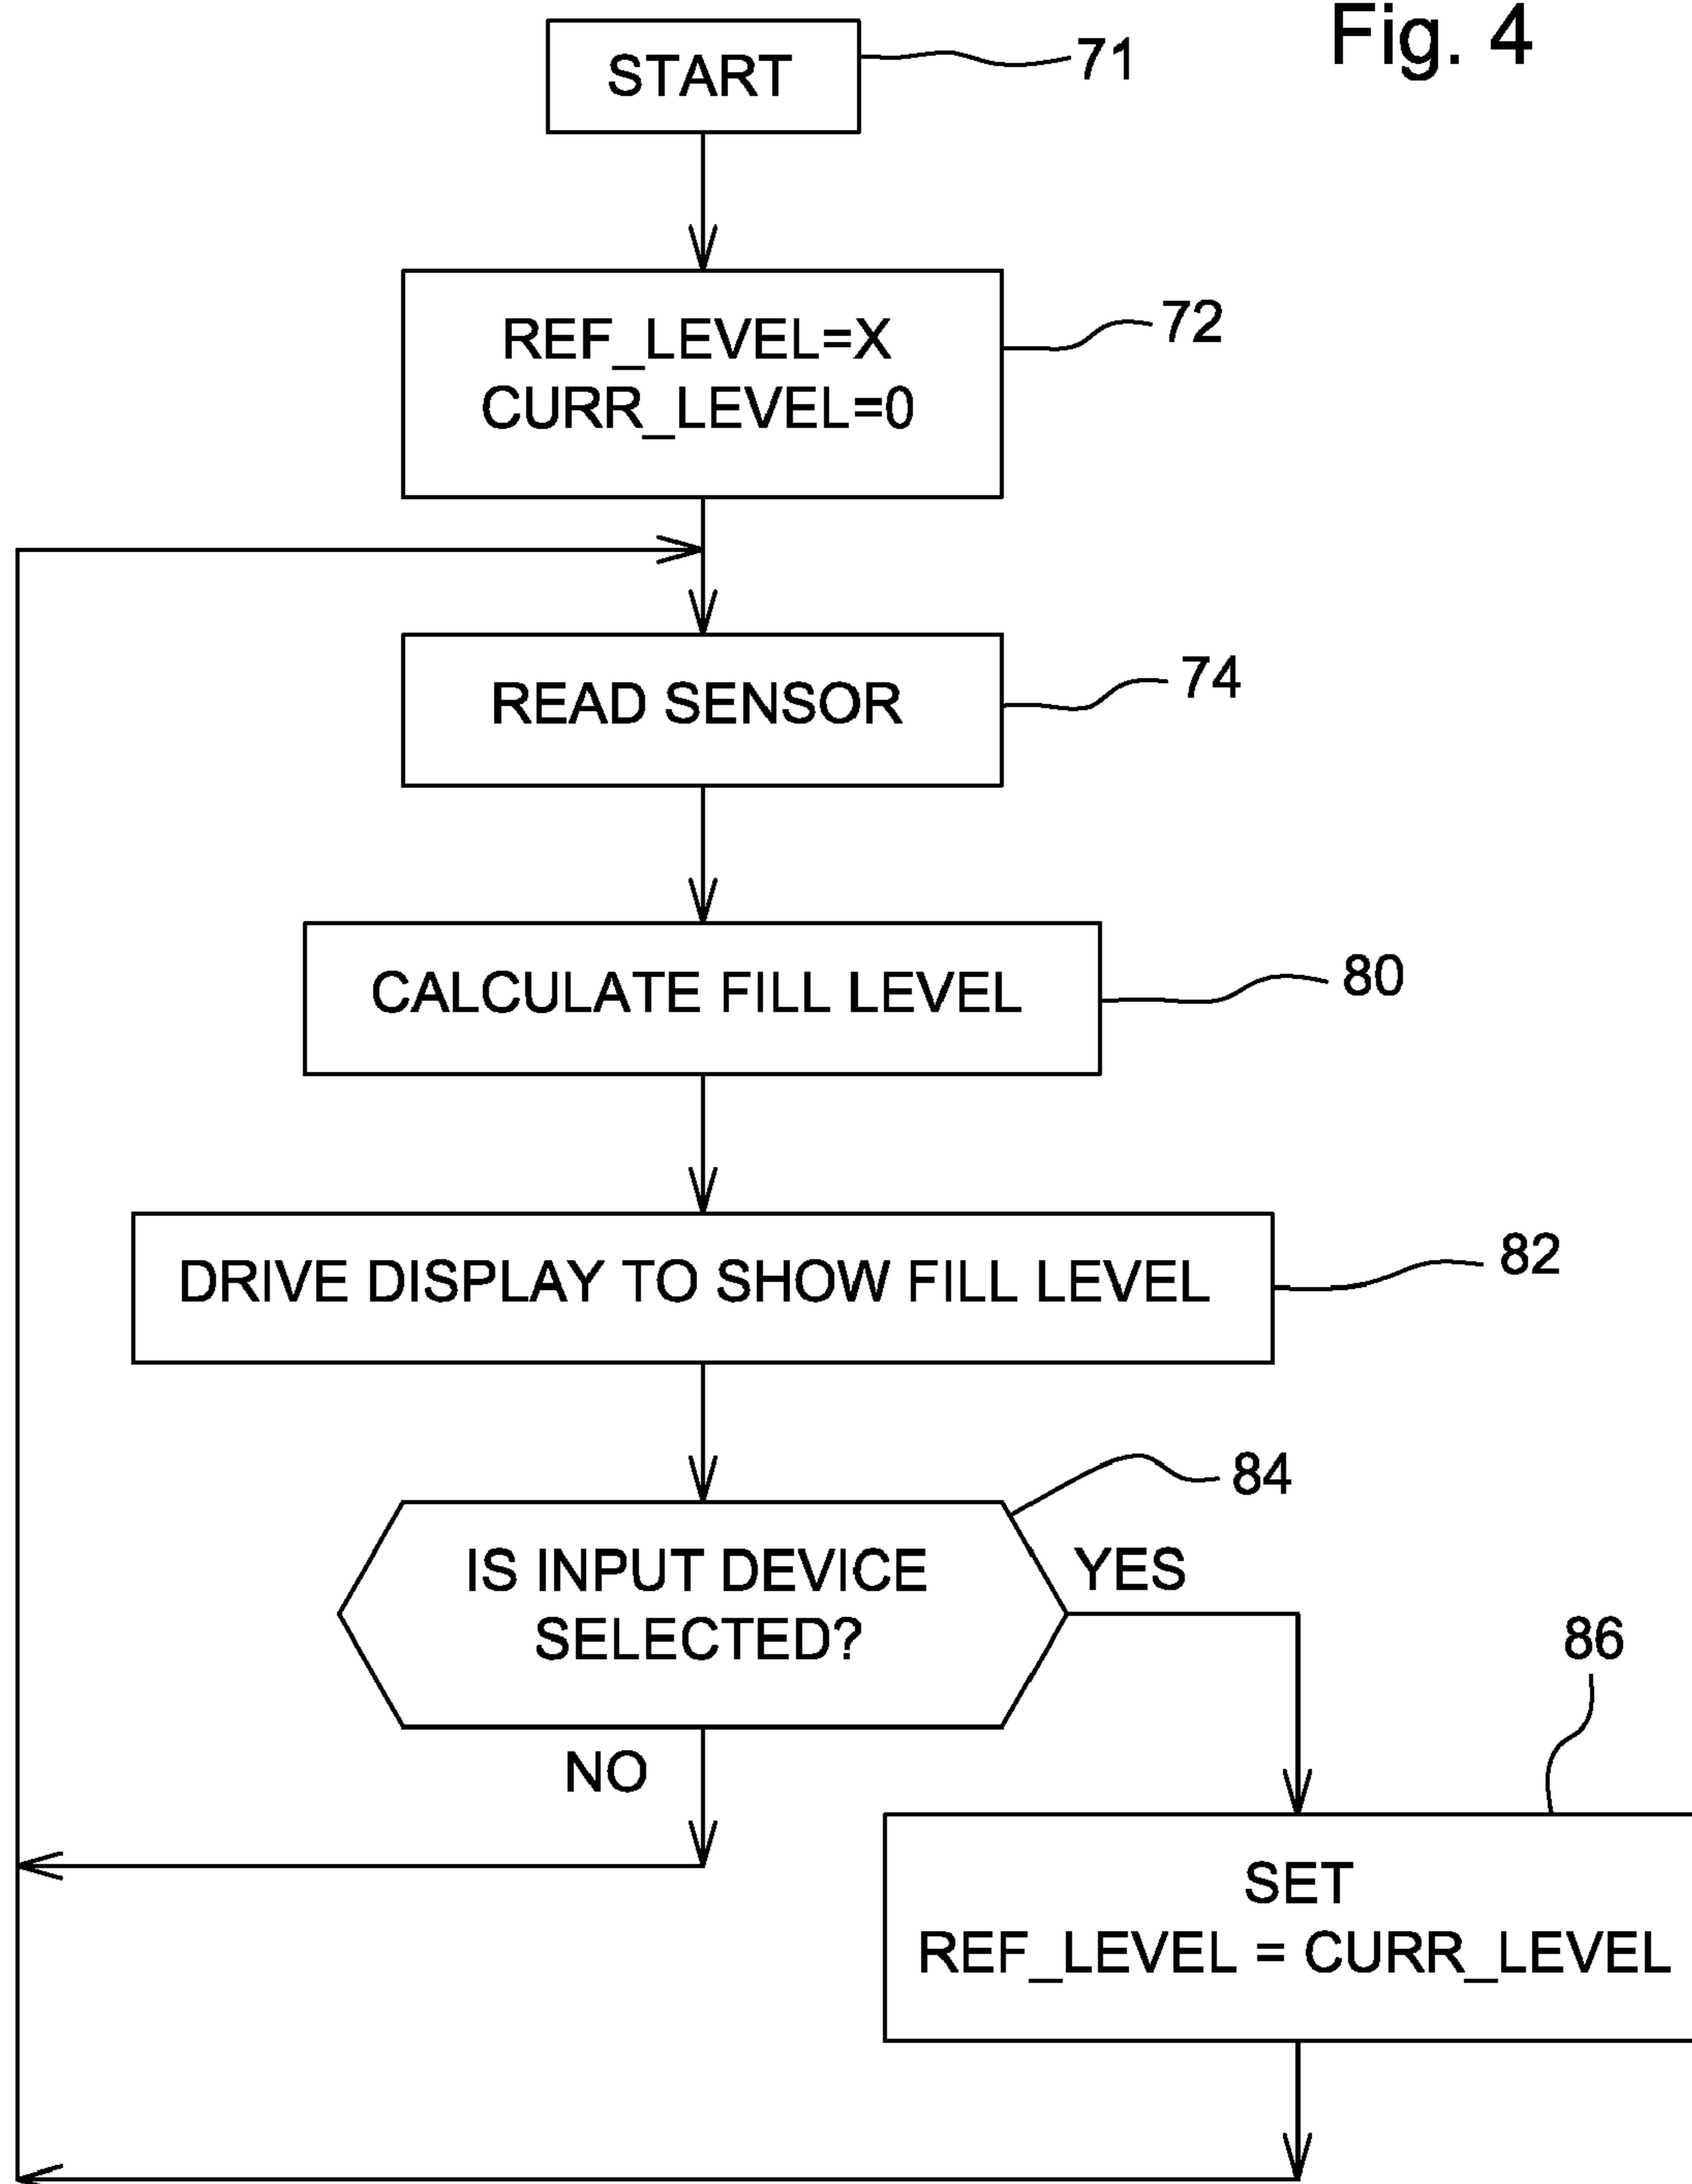 Fig. 4
START
71
REF_LEVEL=X
CURR_LEVEL=0
72
READ SENSOR
74
CALCULATE FILL LEVEL
80
DRIVE DISPLAY TO SHOW FILL LEVEL
82
84
IS INPUT DEVICE
SELECTED?
YES
NO
86
SET
REF_LEVEL = CURR_LEVEL